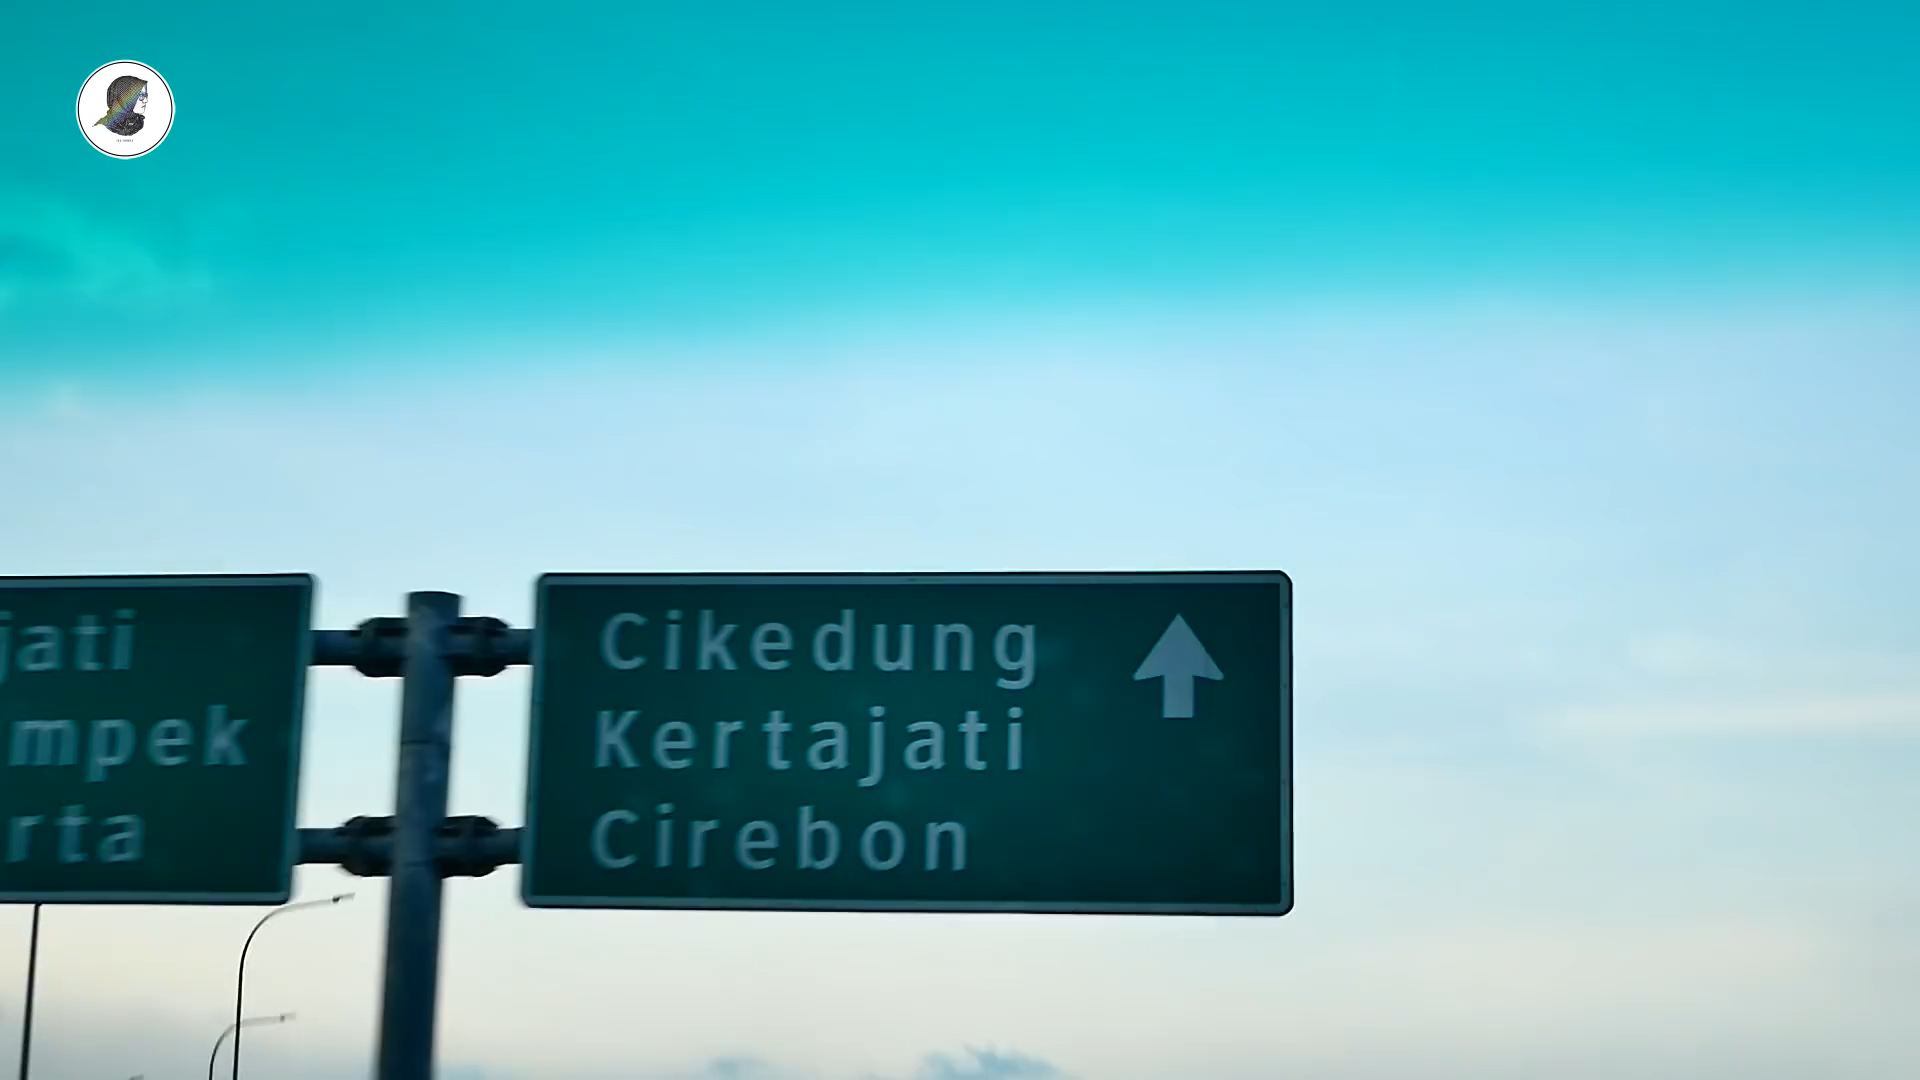 jati
mpek
rta
Cikedung
Kertajati
Cirebon